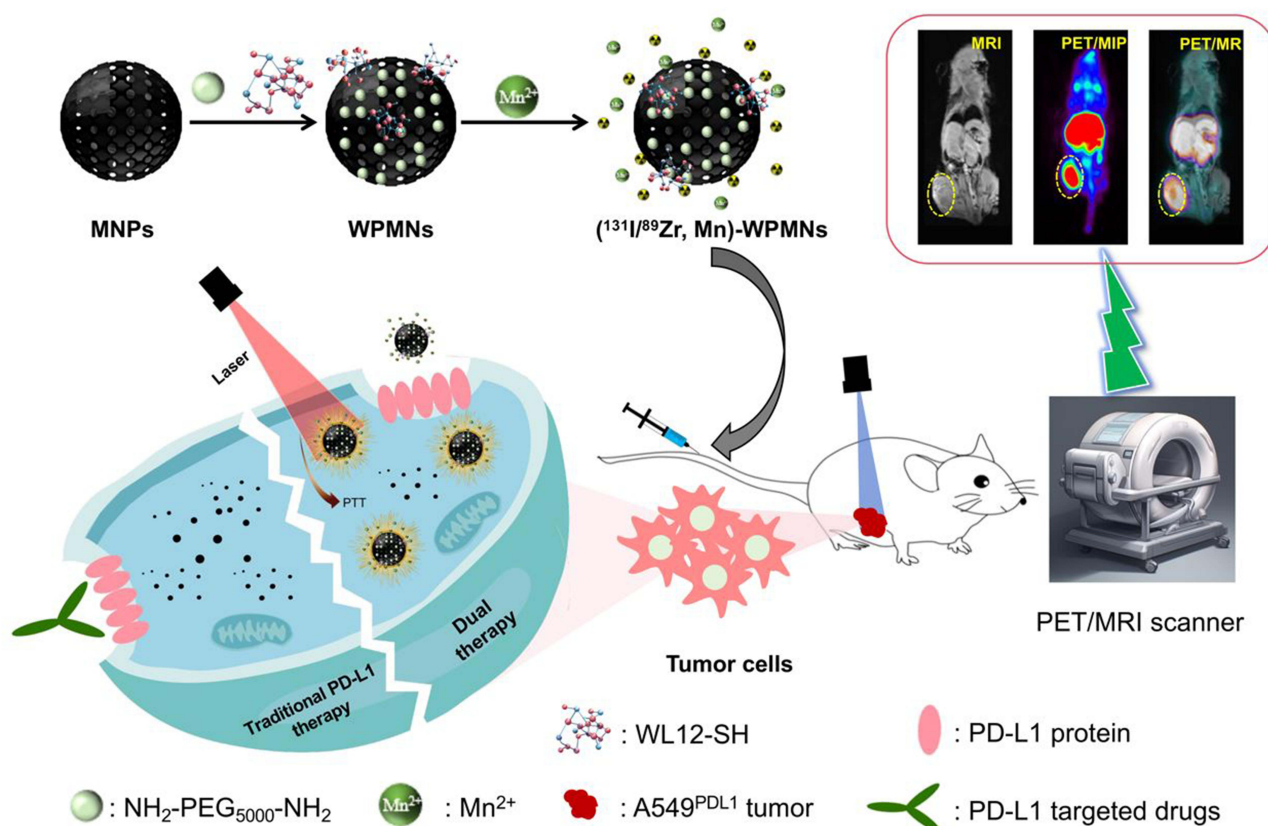 MRI
PET/MIP
PET/MR
Mn²⁺
MNPs
WPMNs
(¹³¹I/⁸⁹Zr, Mn)-WPMNs
Laser
PTT
Dual
therapy
Traditional PD-L1
therapy
Tumor cells
PET/MRI scanner
: WL12-SH
: PD-L1 protein
: NH₂-PEG₅₀₀₀-NH₂
Mn²⁺
: Mn²⁺
: A549ᴾᴰᴸ¹ tumor
: PD-L1 targeted drugs